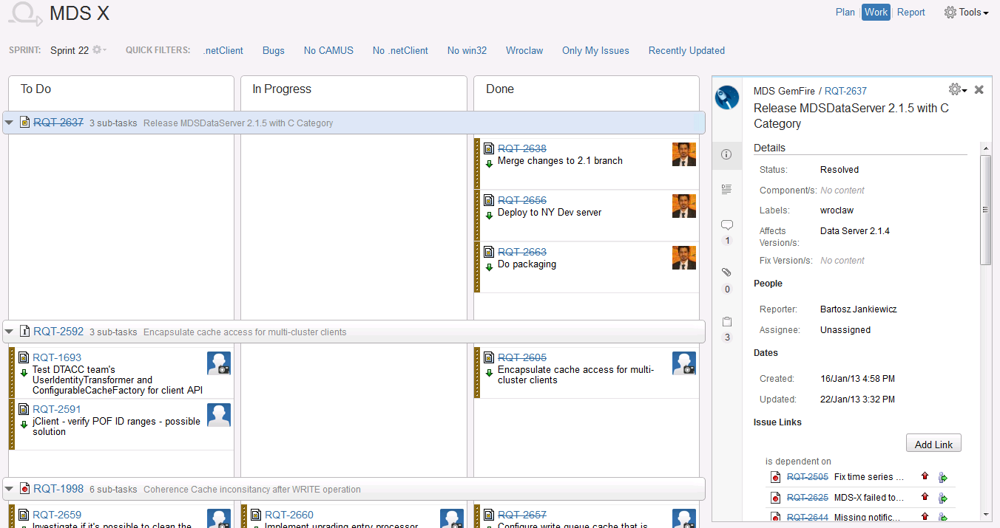 MDS X
Plan Work Report Tools
SPRINT: Sprint 22 QUICK FILTERS: .netClient Bugs No CAMUS No .netClient No win32 Wroclaw Only My Issues Recently Updated
To Do In Progress Done
RQT-2637 3 sub-tasks Release MDSDataServer 2.1.5 with C Category
RQT-2638
Merge changes to 2.1 branch
RQT-2656
Deploy to NY Dev server
RQT-2663
Do packaging
RQT-2592 3 sub-tasks Encapsulate cache access for multi-cluster clients
RQT-1693
Test DTACC team's
UserIdentityTransformer and
ConfigurableCacheFactory for client API
RQT-2591
jClient - verify POF ID ranges - possible
solution
RQT-2605
Encapsulate cache access for multi-
cluster clients
RQT-1998 6 sub-tasks Coherence Cache inconsitancy after WRITE operation
RQT-2659
Investigate if it's possible to clean the
RQT-2660
Implement uprading entry processor
RQT-2657
Configure write queue cache that is
MDS GemFire / RQT-2637
Release MDSDataServer 2.1.5 with C
Category
1
0
3
Details
Status: Resolved
Component/s: No content
Labels: wroclaw
Affects
Version/s: Data Server 2.1.4
Fix Version/s: No content
People
Reporter: Bartosz Jankiewicz
Assignee: Unassigned
Dates
Created: 16/Jan/13 4:58 PM
Updated: 22/Jan/13 3:32 PM
Issue Links
Add Link
is dependent on
RQT-2505 Fix time series ...
RQT-2625 MDS-X failed to...
RQT-2644 Missing notific...